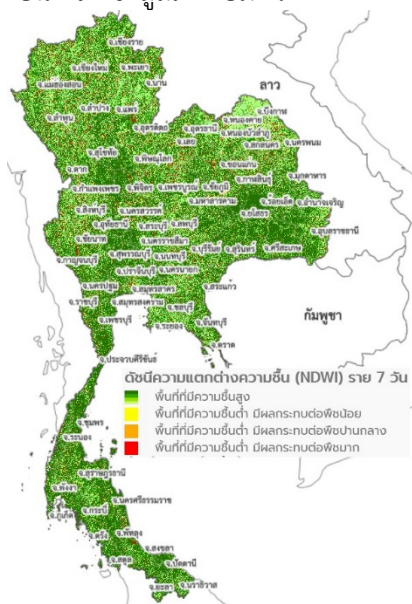 จ.เชียงราย
จ.เชียงใหม่
จ.พะเยา
จ.แม่ฮ่องสอน
จ.น่าน
ลาว
จ.ลำปาง
จ.แพร่
จ.บึงกาฬ
จ.ลำพูน
จ.อุตรดิตถ์
จ.อุดรธานี
จ.หนองคาย
จ.หนองบัวลำภู
จ.เลย
จ.สกลนคร
จ.นครพนม
จ.สุโขทัย
จ.พิษณุโลก
จ.ขอนแก่น
จ.ตาก
จ.กาฬสินธุ์
จ.มุกดาหาร
จ.กำแพงเพชร
จ.พิจิตร
จ.เพชรบูรณ์
จ.ชัยภูมิ
จ.มหาสารคาม
จ.ร้อยเอ็ด
จ.อำนาจเจริญ
จ.ยโสธร
จ.สิงห์บุรี
จ.นครสวรรค์
จ.อุทัยธานี
จ.สระบุรี
จ.ลพบุรี
จ.อุบลราชธานี
จ.ชัยนาท
จ.นครราชสีมา
จ.บุรีรัมย์
จ.สุรินทร์
จ.ศรีสะเกษ
จ.สุพรรณบุรี
จ.นนทบุรี
จ.กาญจนบุรี
จ.ปราจีนบุรี
จ.นครนายก
จ.สระแก้ว
จ.นครปฐม
จ.สมุทรสาคร
จ.ราชบุรี
จ.สมุทรสงคราม
จ.ชลบุรี
กัมพูชา
จ.เพชรบุรี
จ.ระยอง
จ.จันทบุรี
จ.ตราด
จ.ประจวบคีรีขันธ์
ดัชนีความแตกต่างความชื้น (NDWI) ราย 7 วัน
พื้นที่ที่มีความชื้นสูง
พื้นที่ที่มีความชื้นต่ำ มีผลกระทบต่อพืชน้อย
พื้นที่ที่มีความชื้นต่ำ มีผลกระทบต่อพืชปานกลาง
พื้นที่ที่มีความชื้นต่ำ มีผลกระทบต่อพืชมาก
จ.ชุมพร
จ.ระนอง
จ.สุราษฎร์ธานี
จ.พังงา
จ.นครศรีธรรมราช
จ.กระบี่
จ.ภูเก็ต
จ.ตรัง
จ.พัทลุง
จ.สงขลา
จ.สตูล
จ.ปัตตานี
จ.ยะลา
จ.นราธิวาส